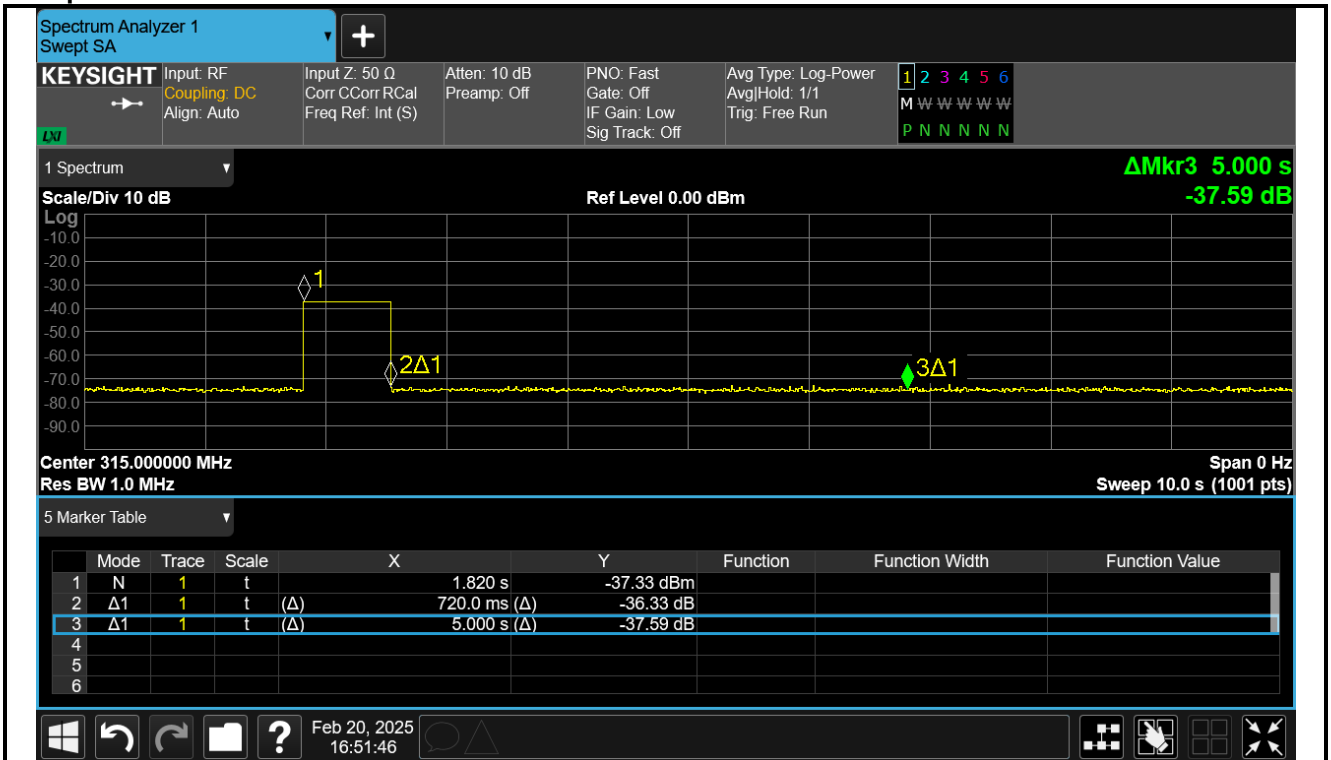 Spectrum Analyzer 1
Swept SA
KEYSIGHT
LXI
Input: RF
Coupling: DC
Align: Auto
Input Z: 50 Ω
Corr CCorr RCal
Freq Ref: Int (S)
Atten: 10 dB
Preamp: Off
PNO: Fast
Gate: Off
IF Gain: Low
Sig Track: Off
Avg Type: Log-Power
Avg|Hold: 1/1
Trig: Free Run
1 2 3 4 5 6
M W W W W W
P N N N N N
1 Spectrum
ΔMkr3 5.000 s
-37.59 dB
Scale/Div 10 dB
Ref Level 0.00 dBm
Log
-10.0
-20.0
-30.0
-40.0
-50.0
-60.0
-70.0
-80.0
-90.0
1
2Δ1
3Δ1
Center 315.000000 MHz
Span 0 Hz
Res BW 1.0 MHz
Sweep 10.0 s (1001 pts)
5 Marker Table
Mode Trace Scale X Y Function Function Width Function Value
1 N 1 t 1.820 s -37.33 dBm
2 Δ1 1 t (Δ) 720.0 ms (Δ) -36.33 dB
3 Δ1 1 t (Δ) 5.000 s (Δ) -37.59 dB
4
5
6
?
Feb 20, 2025
16:51:46